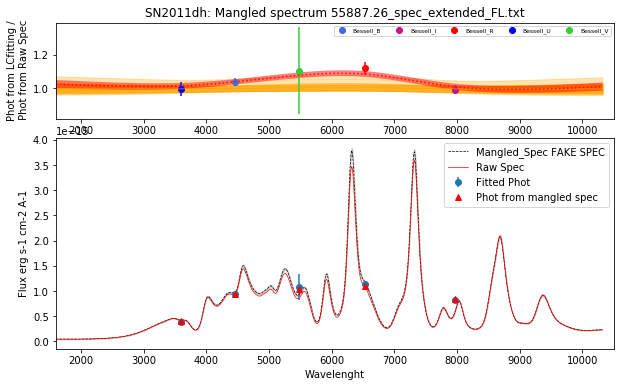 SN2011dh: Mangled spectrum 55887.26_spec_extended_FL.txt
Phot from LCfitting /
Phot from Raw Spec
Bessell_B
Bessell_I
Bessell_R
Bessell_U
Bessell_V
1.2
1.0
2000 3000 4000 5000 6000 7000 8000 9000 10000
Flux erg s-1 cm-2 A-1
4.0
3.5
3.0
2.5
2.0
1.5
1.0
0.5
0.0
Mangled_Spec FAKE SPEC
Raw Spec
Fitted Phot
Phot from mangled spec
2000 3000 4000 5000 6000 7000 8000 9000 10000
Wavelenght